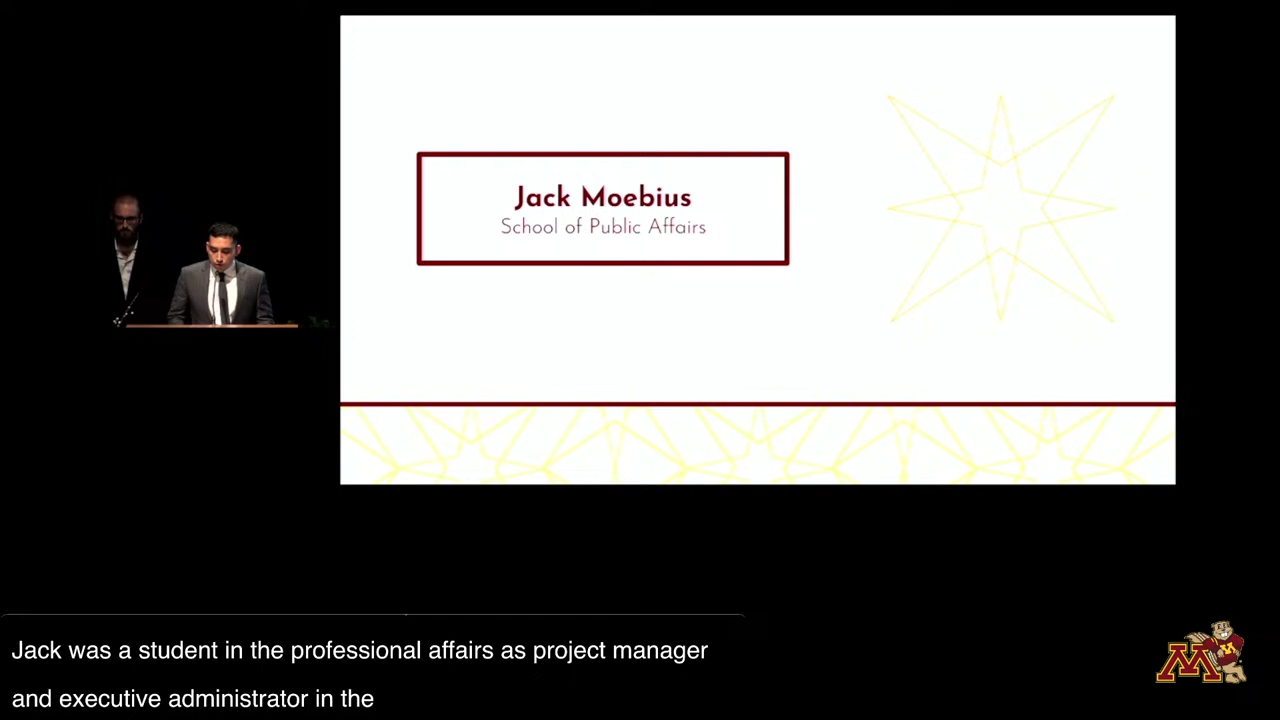 Jack Moebius
School of Public Affairs
Jack was a student in the professional affairs as project manager
and executive administrator in the
M